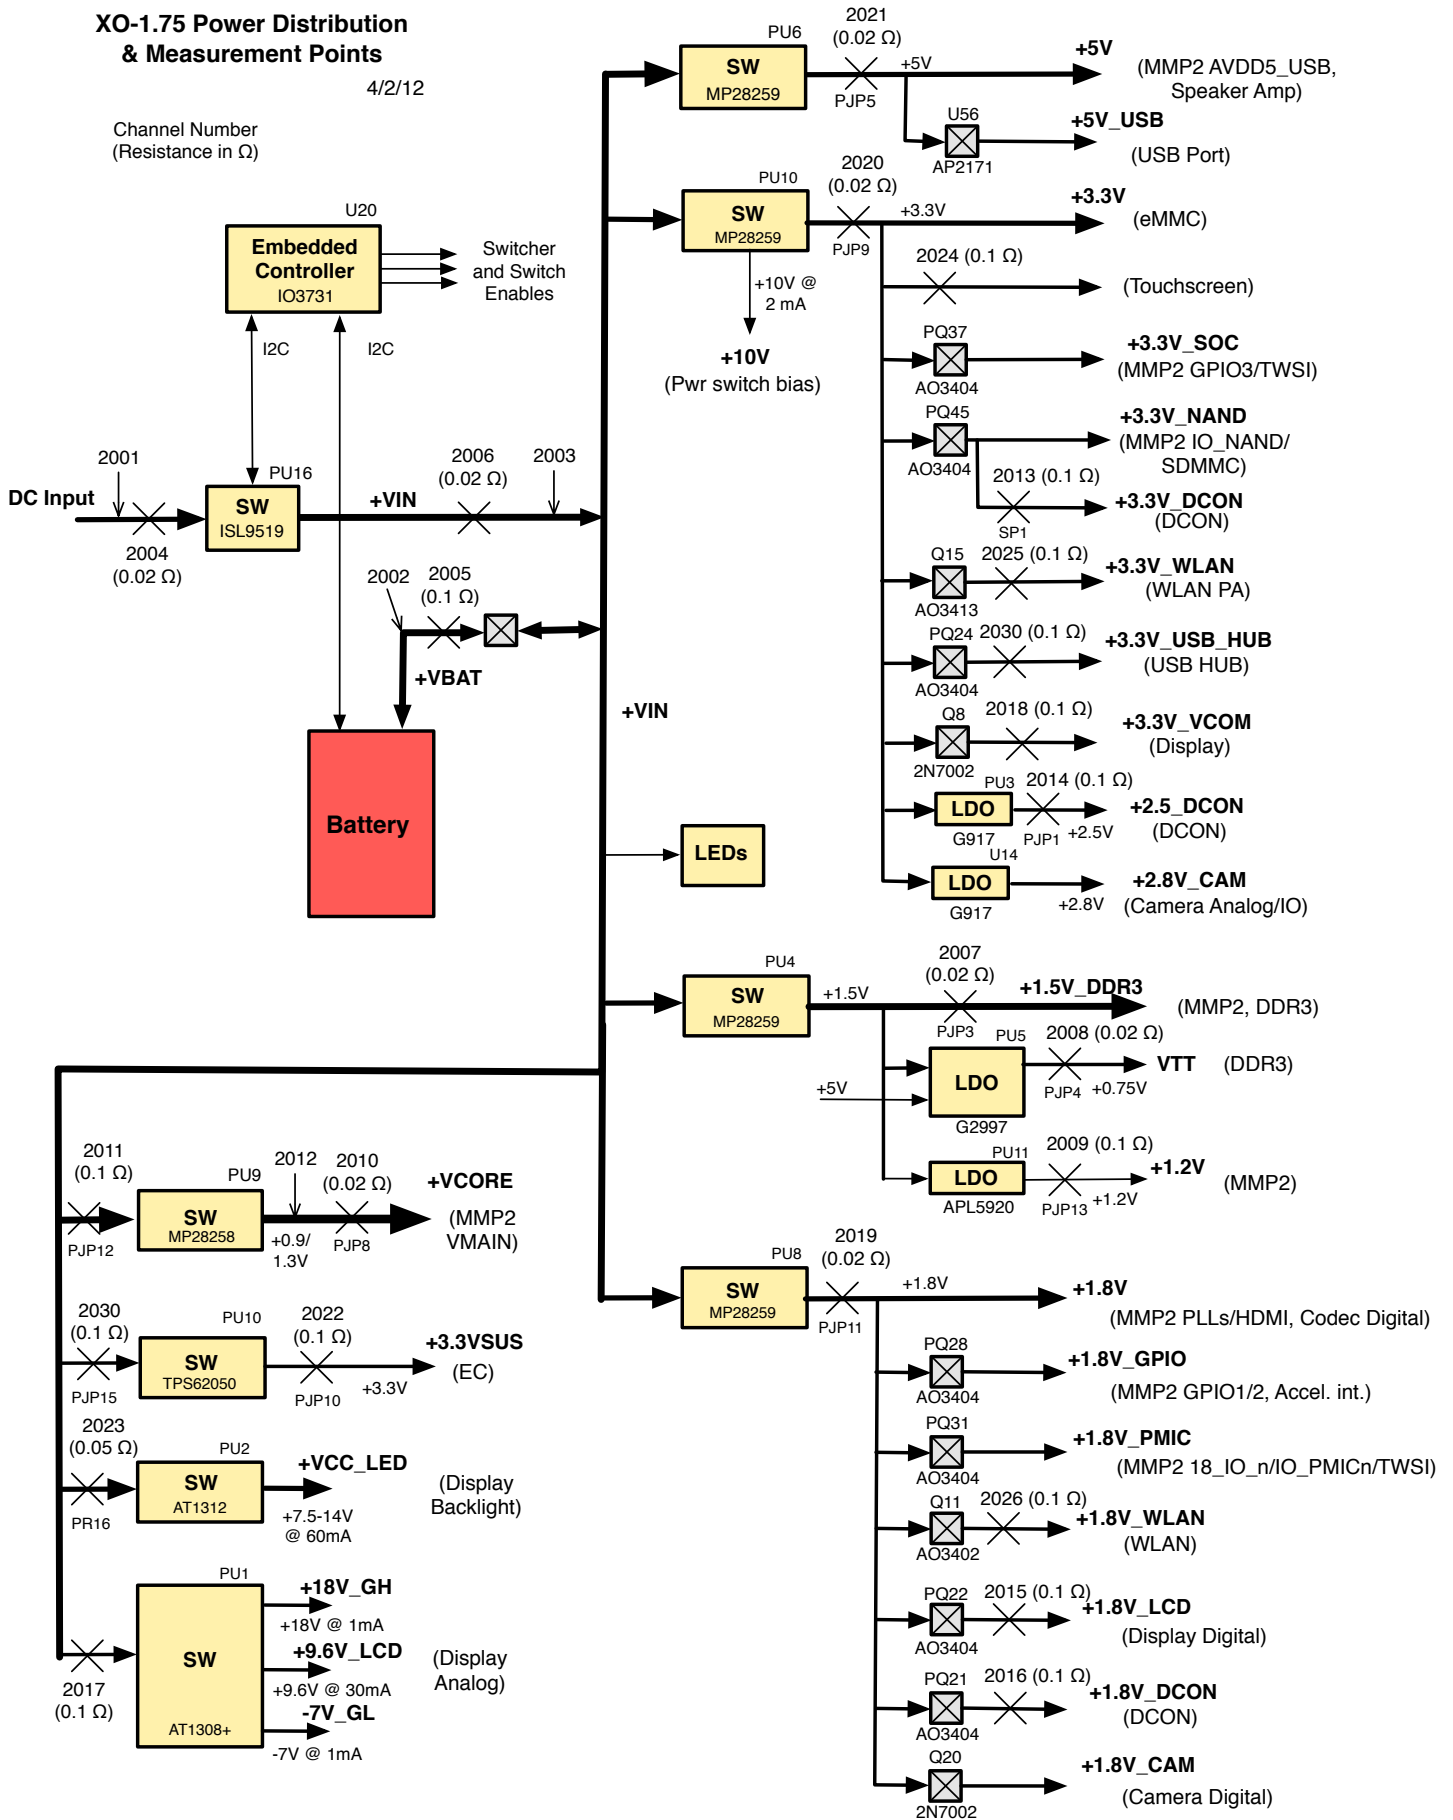 XO-1.75 Power Distribution
& Measurement Points
4/2/12
Channel Number
(Resistance in Ω)
U20
Embedded
Controller
IO3731
Switcher
and Switch
Enables
I2C
I2C
2001
DC Input
2004
(0.02 Ω)
PU16
SW
ISL9519
+VIN
2006
(0.02 Ω)
2003
2002
2005
(0.1 Ω)
+VBAT
Battery
+VIN
LEDs
PU6
SW
MP28259
2021
(0.02 Ω)
PJP5
+5V
+5V
(MMP2 AVDD5_USB,
Speaker Amp)
U56
AP2171
+5V_USB
(USB Port)
PU10
SW
MP28259
2020
(0.02 Ω)
PJP9
+3.3V
+3.3V
(eMMC)
+10V @
2 mA
+10V
(Pwr switch bias)
2024 (0.1 Ω)
(Touchscreen)
PQ37
AO3404
+3.3V_SOC
(MMP2 GPIO3/TWSI)
PQ45
AO3404
+3.3V_NAND
(MMP2 IO_NAND/
SDMMC)
2013 (0.1 Ω)
SP1
+3.3V_DCON
(DCON)
Q15
AO3413
2025 (0.1 Ω)
+3.3V_WLAN
(WLAN PA)
PQ24
AO3404
2030 (0.1 Ω)
+3.3V_USB_HUB
(USB HUB)
Q8
2N7002
2018 (0.1 Ω)
+3.3V_VCOM
(Display)
PU3
LDO
G917
2014 (0.1 Ω)
PJP1
+2.5V
+2.5_DCON
(DCON)
U14
LDO
G917
+2.8V
+2.8V_CAM
(Camera Analog/IO)
PU4
SW
MP28259
+1.5V
2007
(0.02 Ω)
PJP3
+1.5V_DDR3
(MMP2, DDR3)
PU5
LDO
G2997
+5V
2008 (0.02 Ω)
PJP4
+0.75V
VTT
(DDR3)
PU11
LDO
APL5920
2009 (0.1 Ω)
PJP13
+1.2V
+1.2V
(MMP2)
2011
(0.1 Ω)
PJP12
PU9
SW
MP28258
2012
+0.9/
1.3V
2010
(0.02 Ω)
PJP8
+VCORE
(MMP2
VMAIN)
2030
(0.1 Ω)
PJP15
PU10
SW
TPS62050
2022
(0.1 Ω)
PJP10
+3.3V
+3.3VSUS
(EC)
2023
(0.05 Ω)
PR16
PU2
SW
AT1312
+VCC_LED
+7.5-14V
@ 60mA
(Display
Backlight)
2017
(0.1 Ω)
PU1
SW
AT1308+
+18V_GH
+18V @ 1mA
+9.6V_LCD
+9.6V @ 30mA
-7V_GL
-7V @ 1mA
(Display
Analog)
PU8
SW
MP28259
2019
(0.02 Ω)
PJP11
+1.8V
+1.8V
(MMP2 PLLs/HDMI, Codec Digital)
PQ28
AO3404
+1.8V_GPIO
(MMP2 GPIO1/2, Accel. int.)
PQ31
AO3404
+1.8V_PMIC
(MMP2 18_IO_n/IO_PMICn/TWSI)
Q11
AO3402
2026 (0.1 Ω)
+1.8V_WLAN
(WLAN)
PQ22
AO3404
2015 (0.1 Ω)
+1.8V_LCD
(Display Digital)
PQ21
AO3404
2016 (0.1 Ω)
+1.8V_DCON
(DCON)
Q20
2N7002
+1.8V_CAM
(Camera Digital)